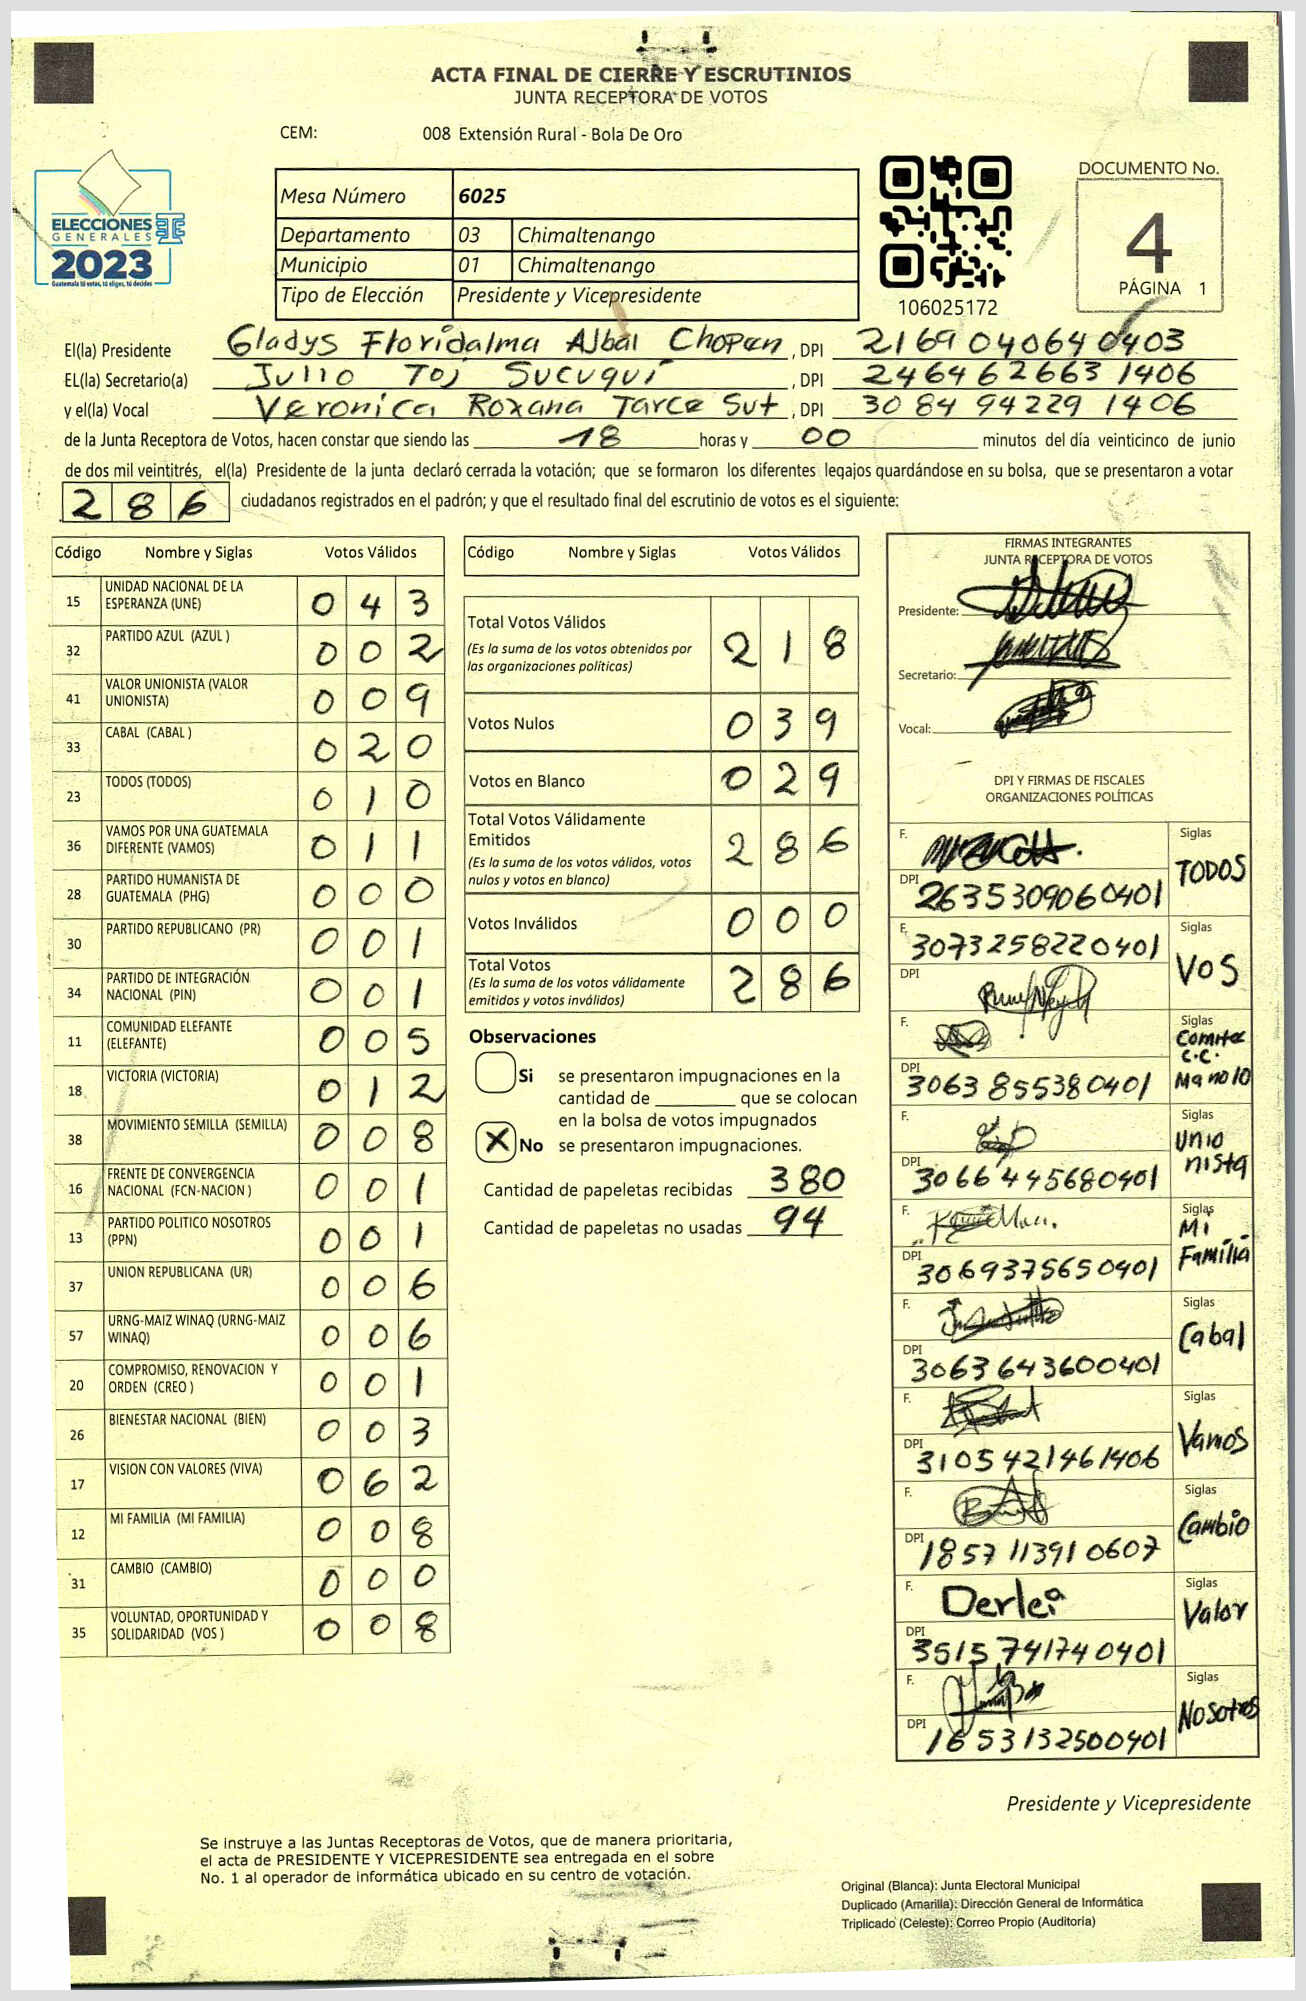 ACTA FINAL DE CIERRE Y ESCRUTINIOS
JUNTA RECEPTORA DE VOTOS
CEM: 008 Extensión Rural - Bola De Oro
ELECCIONES
GENERALES
2023
Guatemala tú votas, tú eliges, tú decides
Mesa Número 6025
Departamento 03 Chimaltenango
Municipio 01 Chimaltenango
Tipo de Elección Presidente y Vicepresidente
106025172
DOCUMENTO No.
4
PÁGINA 1
El(la) Presidente Gladys Floridalma Ajbal Chopen, DPI 2169040640403
EL(la) Secretario(a) Julio Toj Sucuquí, DPI 2464626631406
y el(la) Vocal Veronica Roxana Tarce Sut, DPI 3084942291406
de la Junta Receptora de Votos, hacen constar que siendo las 18 horas y 00 minutos del día veinticinco de junio
de dos mil veintitrés, el(la) Presidente de la junta declaró cerrada la votación; que se formaron los diferentes legajos quardándose en su bolsa, que se presentaron a votar
286 ciudadanos registrados en el padrón; y que el resultado final del escrutinio de votos es el siguiente:
Código Nombre y Siglas Votos Válidos
15 UNIDAD NACIONAL DE LA ESPERANZA (UNE) 043
32 PARTIDO AZUL (AZUL ) 002
41 VALOR UNIONISTA (VALOR UNIONISTA) 009
33 CABAL (CABAL ) 020
23 TODOS (TODOS) 010
36 VAMOS POR UNA GUATEMALA DIFERENTE (VAMOS) 011
28 PARTIDO HUMANISTA DE GUATEMALA (PHG) 000
30 PARTIDO REPUBLICANO (PR) 001
34 PARTIDO DE INTEGRACIÓN NACIONAL (PIN) 001
11 COMUNIDAD ELEFANTE (ELEFANTE) 005
18 VICTORIA (VICTORIA) 012
38 MOVIMIENTO SEMILLA (SEMILLA) 008
16 FRENTE DE CONVERGENCIA NACIONAL (FCN-NACION ) 001
13 PARTIDO POLITICO NOSOTROS (PPN) 001
37 UNION REPUBLICANA (UR) 006
57 URNG-MAIZ WINAQ (URNG-MAIZ WINAQ) 006
20 COMPROMISO, RENOVACION Y ORDEN (CREO ) 001
26 BIENESTAR NACIONAL (BIEN) 003
17 VISION CON VALORES (VIVA) 062
12 MI FAMILIA (MI FAMILIA) 008
31 CAMBIO (CAMBIO) 000
35 VOLUNTAD, OPORTUNIDAD Y SOLIDARIDAD (VOS ) 008
Código Nombre y Siglas Votos Válidos
Total Votos Válidos 218
(Es la suma de los votos obtenidos por
las organizaciones políticas)
Votos Nulos 039
Votos en Blanco 029
Total Votos Válidamente
Emitidos 286
(Es la suma de los votos válidos, votos
nulos y votos en blanco)
Votos Inválidos 000
Total Votos 286
(Es la suma de los votos válidamente
emitidos y votos inválidos)
Observaciones
Si se presentaron impugnaciones en la
cantidad de ________ que se colocan
en la bolsa de votos impugnados
X No se presentaron impugnaciones.
Cantidad de papeletas recibidas 380
Cantidad de papeletas no usadas 94
FIRMAS INTEGRANTES
JUNTA RECEPTORA DE VOTOS
Presidente:
Secretario:
Vocal:
DPI Y FIRMAS DE FISCALES
ORGANIZACIONES POLÍTICAS
F. Siglas
TODOS
DPI 2635309060401
F. 3073258220401 Siglas
VOS
DPI
F. Siglas
Comite
C.C.
Manolo
DPI 3063855380401
F. Siglas
Unio
nista
DPI 3066445680401
F. Siglas
Mi
Familia
DPI 3069375650401
F. Siglas
Cabal
DPI 3063643600401
F. Siglas
Vamos
DPI 3105421461406
F. Siglas
Cambio
DPI 1857113910607
F. Derlei Siglas
Valor
DPI 3515741740401
F. Siglas
Nosotros
DPI 1653132500401
Presidente y Vicepresidente
Se instruye a las Juntas Receptoras de Votos, que de manera prioritaria,
el acta de PRESIDENTE Y VICEPRESIDENTE sea entregada en el sobre
No. 1 al operador de informática ubicado en su centro de votación.
Original (Blanca): Junta Electoral Municipal
Duplicado (Amarilla): Dirección General de Informática
Triplicado (Celeste): Correo Propio (Auditoría)